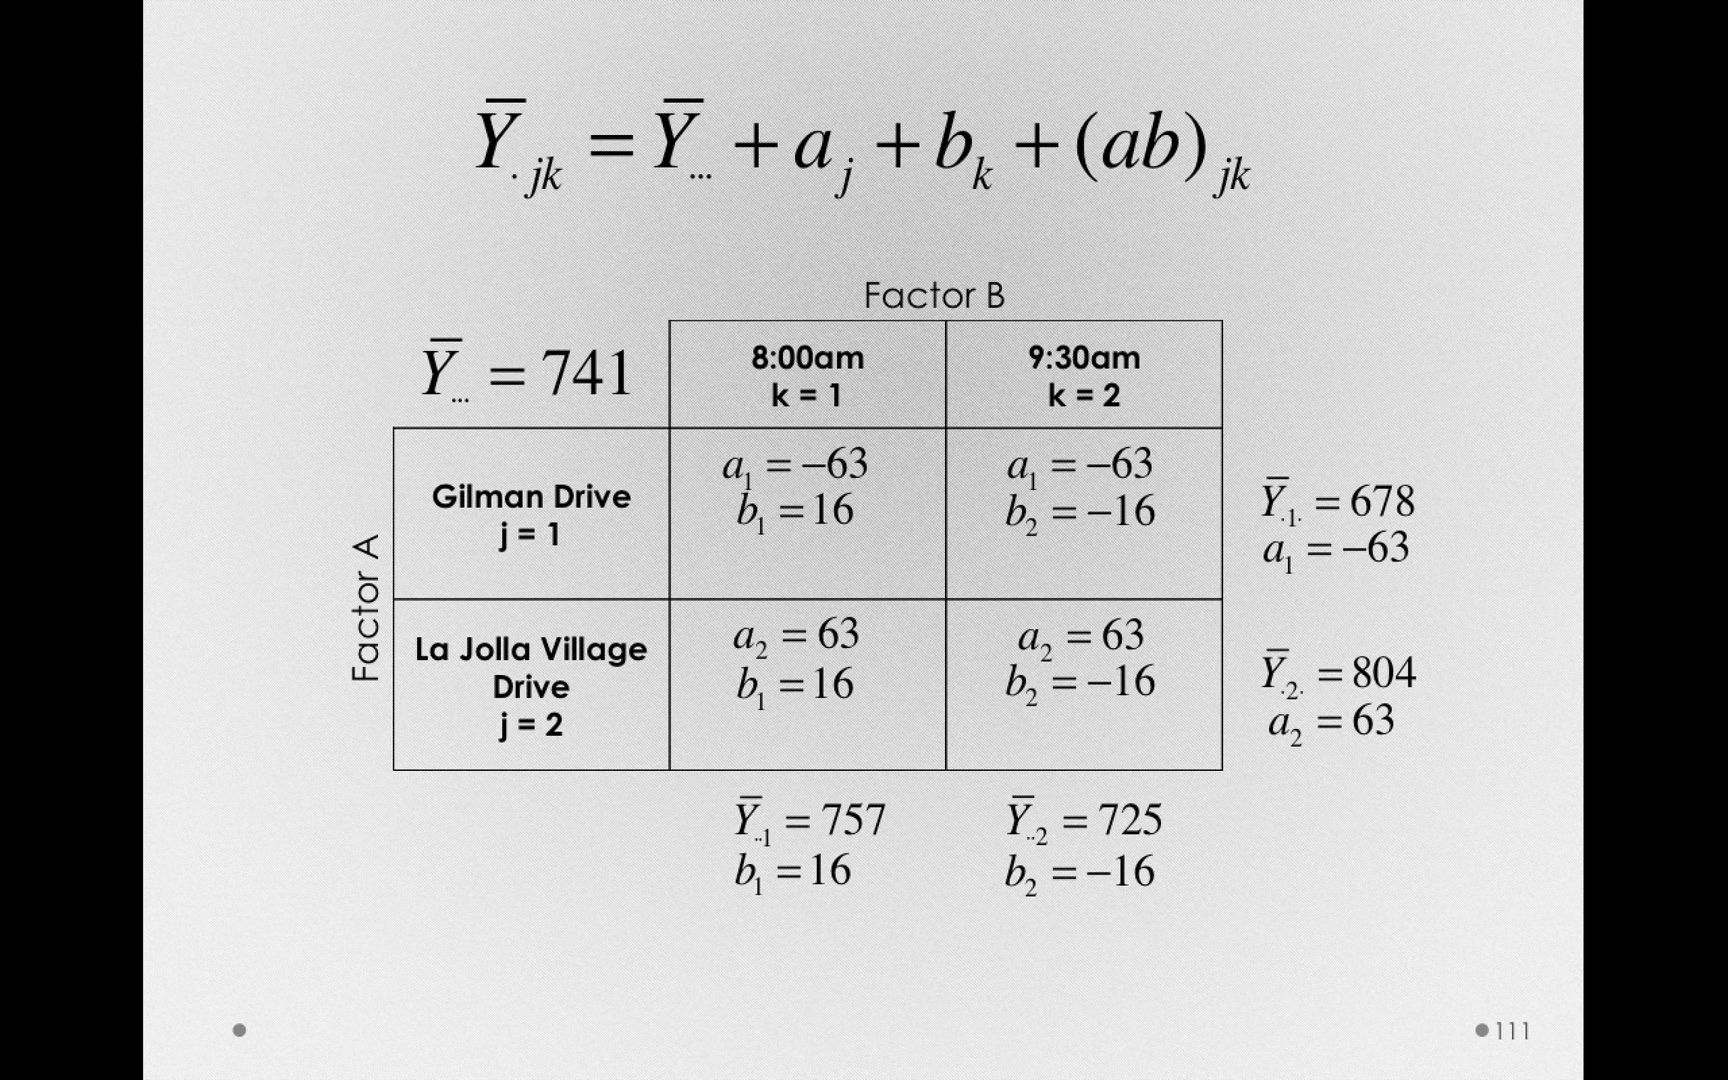 Ȳ.jk = Ȳ... + aj + bk + (ab)jk
Factor B
Ȳ... = 741
8:00am
k = 1
9:30am
k = 2
Factor A
Gilman Drive
j = 1
a1 = −63
b1 = 16
a1 = −63
b2 = −16
Ȳ.1. = 678
a1 = −63
La Jolla Village
Drive
j = 2
a2 = 63
b1 = 16
a2 = 63
b2 = −16
Ȳ.2. = 804
a2 = 63
Ȳ..1 = 757
b1 = 16
Ȳ..2 = 725
b2 = −16
111